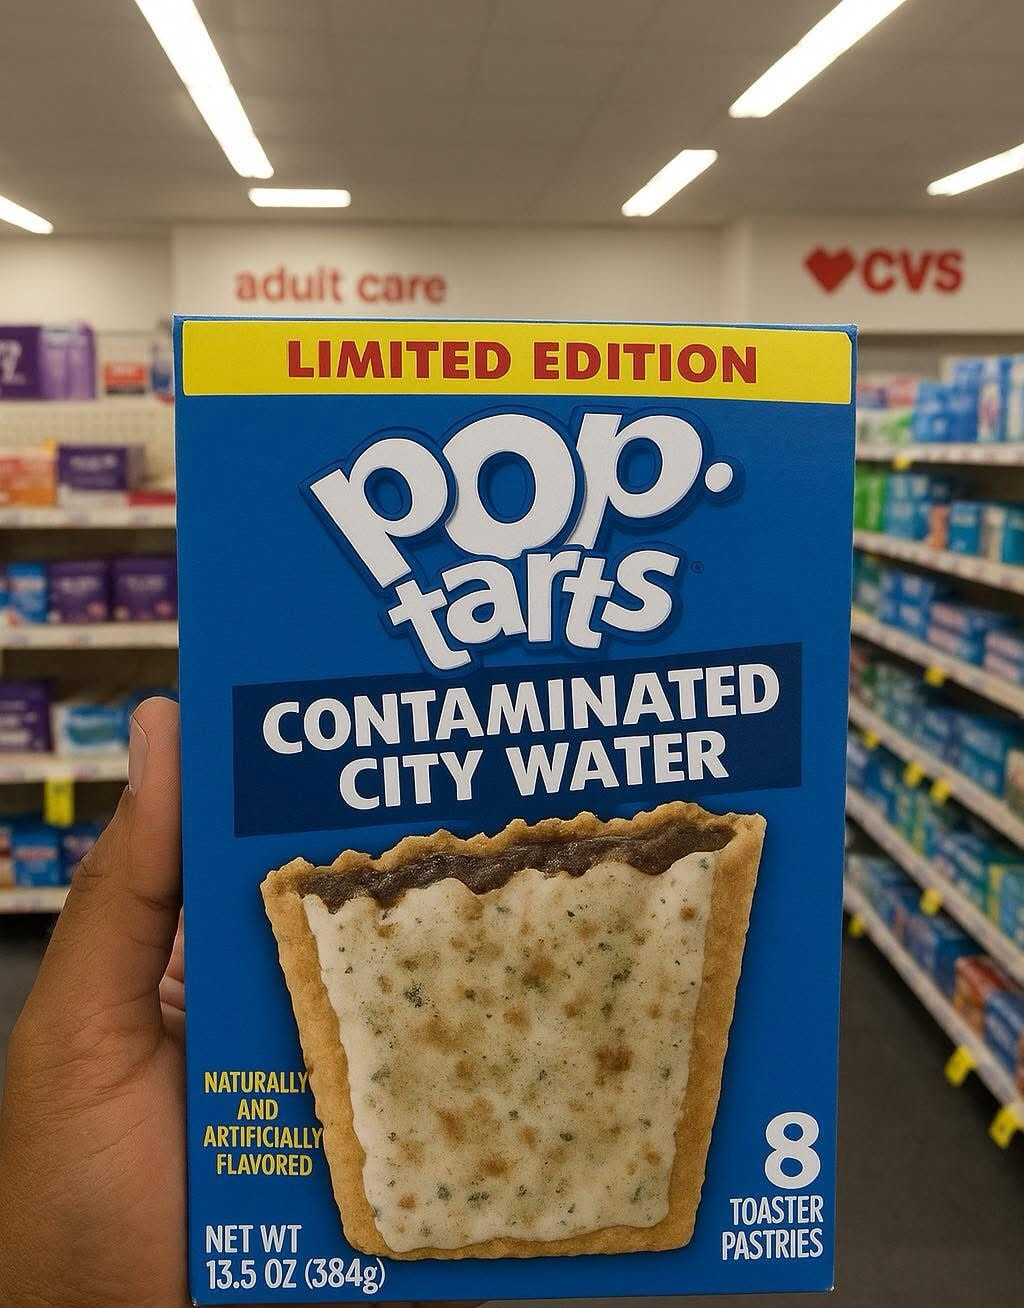 adult care
CVS
LIMITED EDITION
pop.
tarts®
CONTAMINATED
CITY WATER
NATURALLY
AND
ARTIFICIALLY
FLAVORED
8
TOASTER
PASTRIES
NET WT
13.5 OZ (384g)